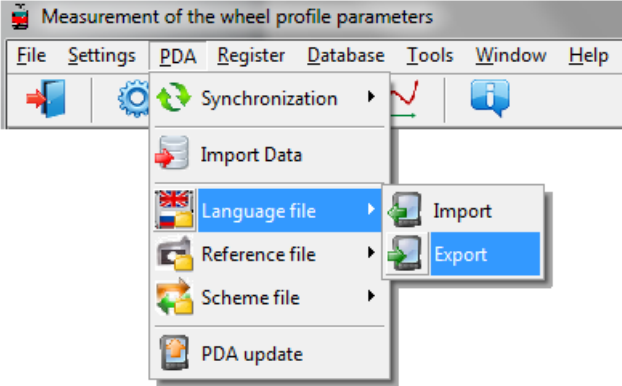 Measurement of the wheel profile parameters
File Settings PDA Register Database Tools Window Help
Synchronization
Import Data
Language file
Import
Reference file
Export
Scheme file
PDA update